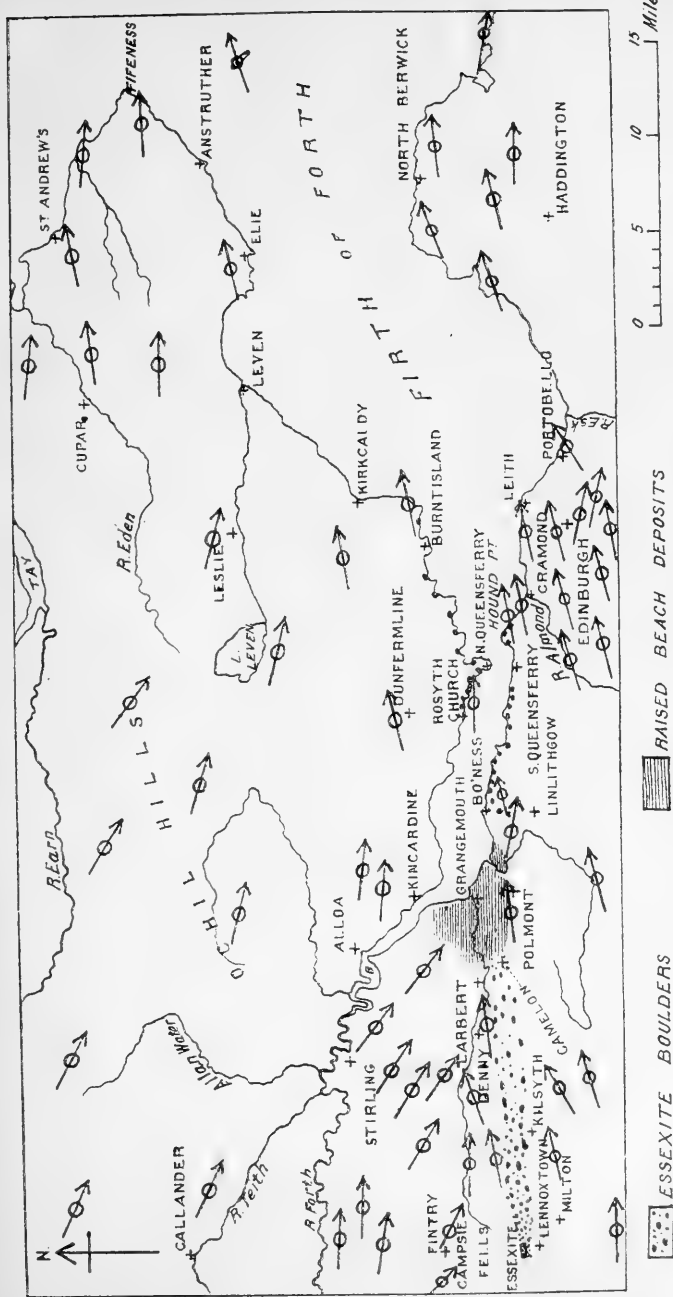 N.
CALLANDER
R. Teith
R. Forth
Allan Water
R. Earn
TAY
OCHIL HILLS
R. Eden
CUPAR
ST ANDREW'S
FIFENESS
ANSTRUTHER
ELIE
LEVEN
LESLIE
L. LEVEN
KIRKCALDY
BURNTISLAND
DUNFERMLINE
ROSYTH
CHURCH
N. QUEENSFERRY
HOUND PT.
FIRTH OF FORTH
STIRLING
ALLOA
KINCARDINE
GRANGEMOUTH
BO'NESS
S. QUEENSFERRY
LINLITHGOW
FINTRY
CAMPSIE
FELLS
ESSEXITE
LENNOXTOWN
MILTON
KILSYTH
DENNY
LARBERT
CAMELON
POLMONT
R. Almond
CRAMOND
EDINBURGH
LEITH
PORTOBELLO
R. ESK
NORTH BERWICK
HADDINGTON
ESSEXITE BOULDERS
RAISED BEACH DEPOSITS
0 5 10 15 Mile